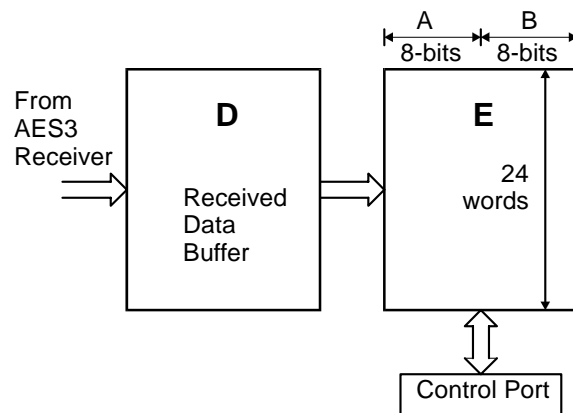 A B
8-bits 8-bits
From
AES3
Receiver
D
Received
Data
Buffer
E
24
words
Control Port